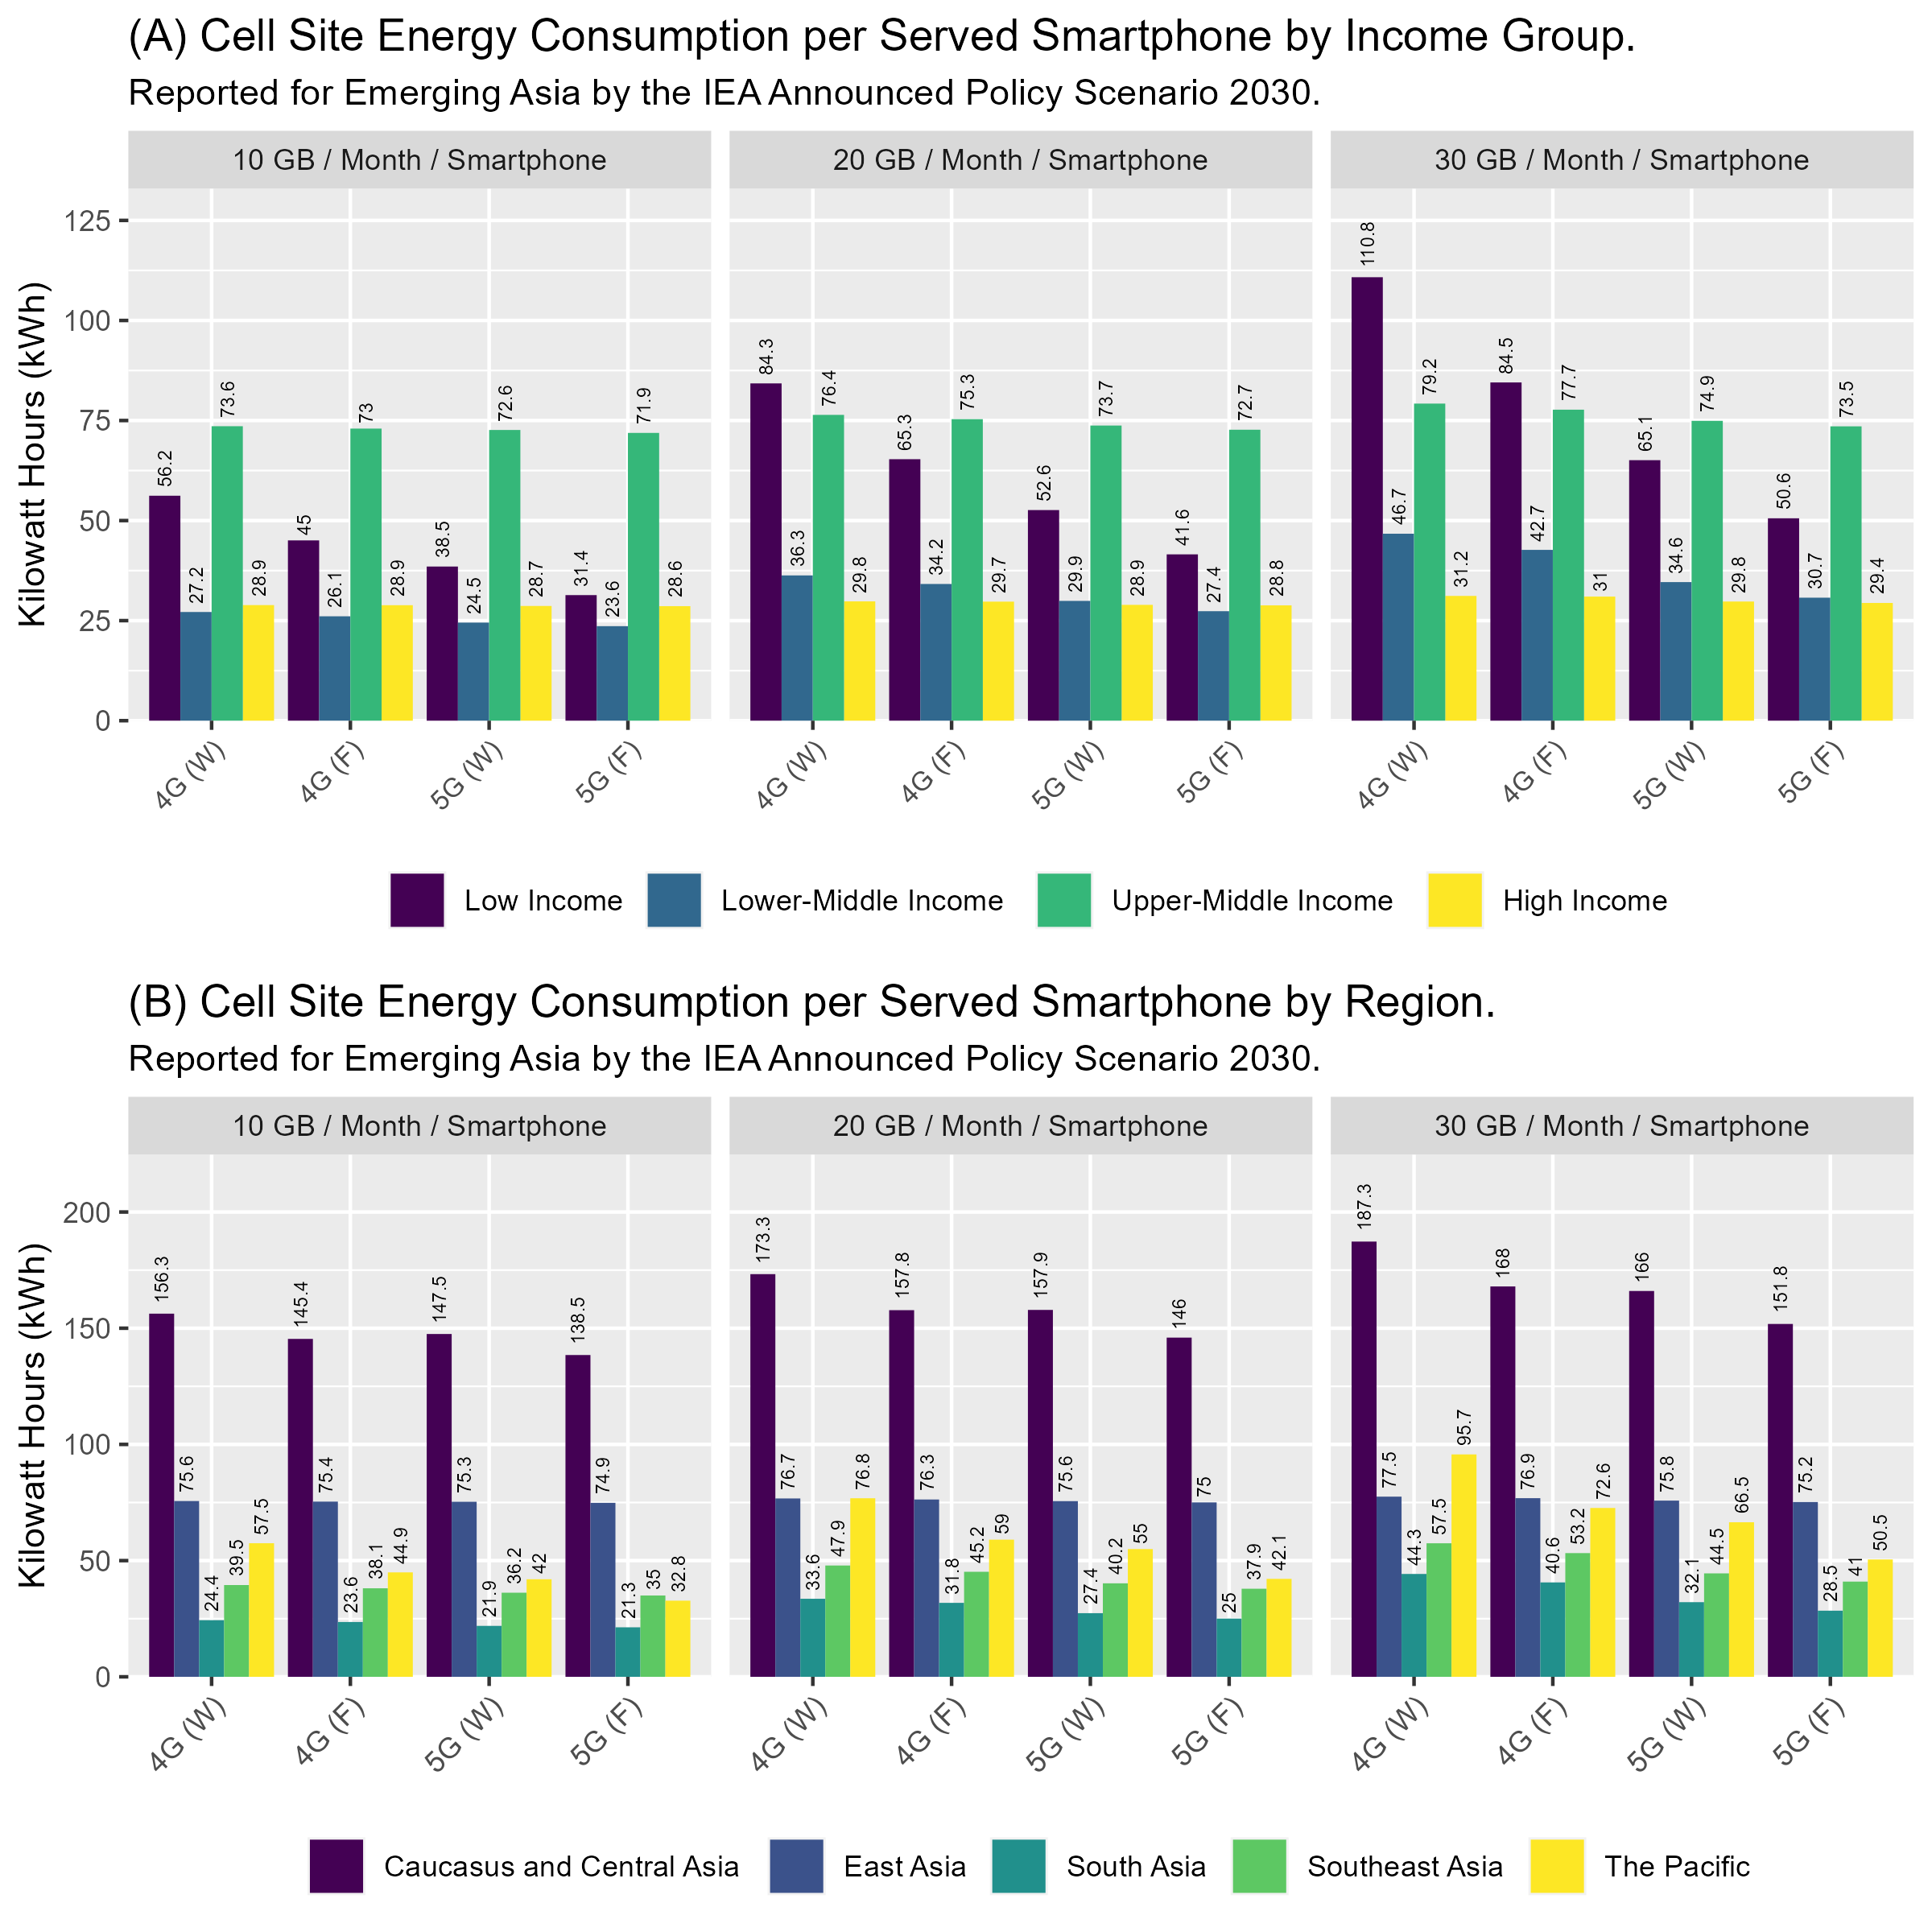 (A) Cell Site Energy Consumption per Served Smartphone by Income Group.
Reported for Emerging Asia by the IEA Announced Policy Scenario 2030.
10 GB / Month / Smartphone
20 GB / Month / Smartphone
30 GB / Month / Smartphone
Kilowatt Hours (kWh)
125
100
75
50
25
0
56.2
27.2
73.6
28.9
45
26.1
73
28.9
38.5
24.5
72.6
28.7
31.4
23.6
71.9
28.6
84.3
36.3
76.4
29.8
65.3
34.2
75.3
29.7
52.6
29.9
73.7
28.9
41.6
27.4
72.7
28.8
110.8
46.7
79.2
31.2
84.5
42.7
77.7
31
65.1
34.6
74.9
29.8
50.6
30.7
73.5
29.4
4G (W)
4G (F)
5G (W)
5G (F)
4G (W)
4G (F)
5G (W)
5G (F)
4G (W)
4G (F)
5G (W)
5G (F)
Low Income
Lower-Middle Income
Upper-Middle Income
High Income
(B) Cell Site Energy Consumption per Served Smartphone by Region.
Reported for Emerging Asia by the IEA Announced Policy Scenario 2030.
10 GB / Month / Smartphone
20 GB / Month / Smartphone
30 GB / Month / Smartphone
Kilowatt Hours (kWh)
200
150
100
50
0
156.3
75.6
24.4
39.5
57.5
145.4
75.4
23.6
38.1
44.9
147.5
75.3
21.9
36.2
42
138.5
74.9
21.3
35
32.8
173.3
76.7
33.6
47.9
76.8
157.8
76.3
31.8
45.2
59
157.9
75.6
27.4
40.2
55
146
75
25
37.9
42.1
187.3
77.5
44.3
57.5
95.7
168
76.9
40.6
53.2
72.6
166
75.8
32.1
44.5
66.5
151.8
75.2
28.5
41
50.5
4G (W)
4G (F)
5G (W)
5G (F)
4G (W)
4G (F)
5G (W)
5G (F)
4G (W)
4G (F)
5G (W)
5G (F)
Caucasus and Central Asia
East Asia
South Asia
Southeast Asia
The Pacific